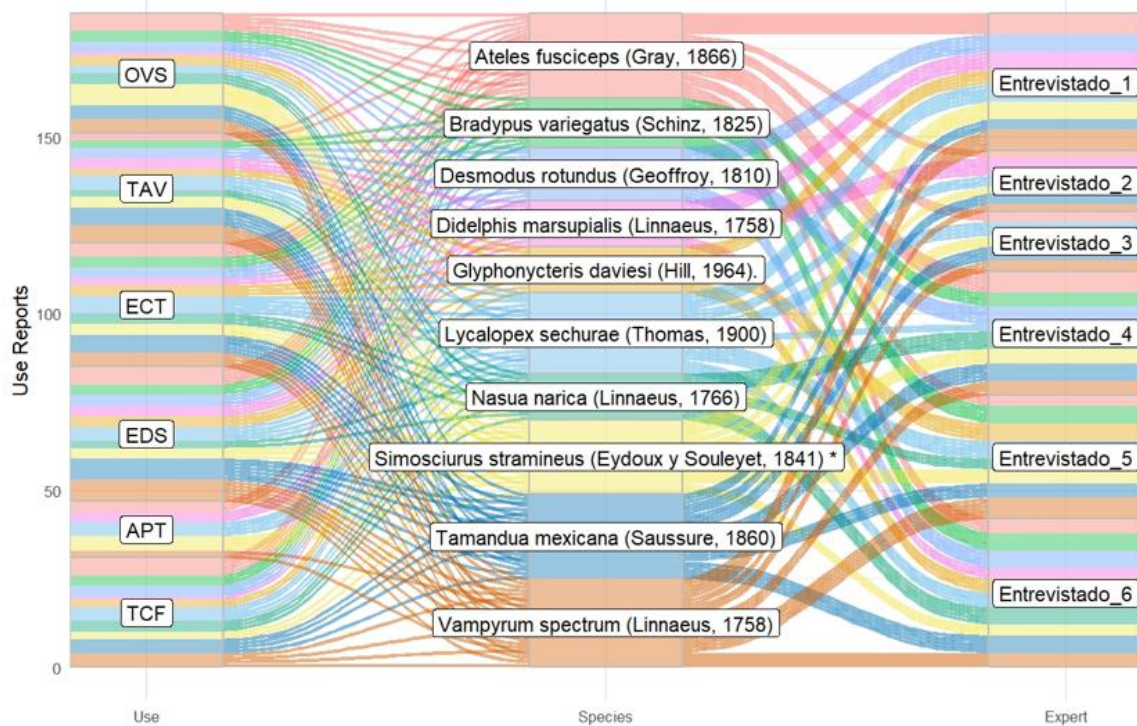 Use Reports
150
100
50
0
OVS
TAV
ECT
EDS
APT
TCF
Ateles fusciceps (Gray, 1866)
Bradypus variegatus (Schinz, 1825)
Desmodus rotundus (Geoffroy, 1810)
Didelphis marsupialis (Linnaeus, 1758)
Glyphonycteris daviesi (Hill, 1964).
Lycalopex sechurae (Thomas, 1900)
Nasua narica (Linnaeus, 1766)
Simosciurus stramineus (Eydoux y Souleyet, 1841) *
Tamandua mexicana (Saussure, 1860)
Vampyrum spectrum (Linnaeus, 1758)
Entrevistado_1
Entrevistado_2
Entrevistado_3
Entrevistado_4
Entrevistado_5
Entrevistado_6
Use
Species
Expert